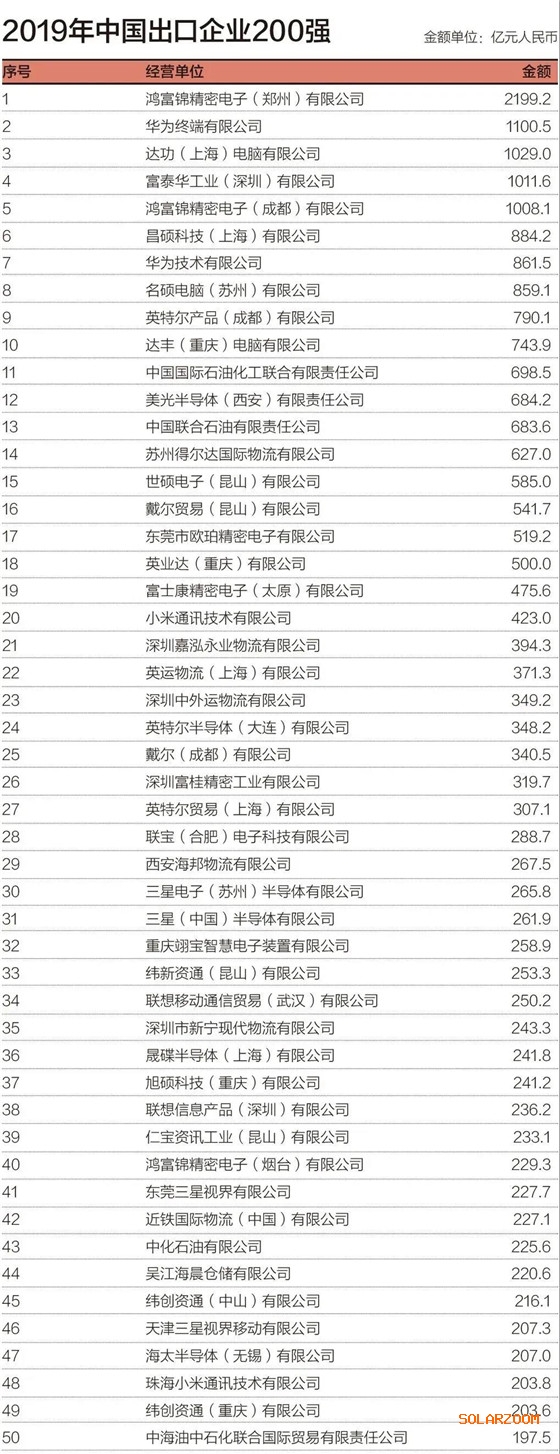 2019年中国出口企业200强
金额单位：亿元人民币
序号 经营单位 金额
1 鸿富锦精密电子（郑州）有限公司 2199.2
2 华为终端有限公司 1100.5
3 达功（上海）电脑有限公司 1029.0
4 富泰华工业（深圳）有限公司 1011.6
5 鸿富锦精密电子（成都）有限公司 1008.1
6 昌硕科技（上海）有限公司 884.2
7 华为技术有限公司 861.5
8 名硕电脑（苏州）有限公司 859.1
9 英特尔产品（成都）有限公司 790.1
10 达丰（重庆）电脑有限公司 743.9
11 中国国际石油化工联合有限责任公司 698.5
12 美光半导体（西安）有限责任公司 684.2
13 中国联合石油有限责任公司 683.6
14 苏州得尔达国际物流有限公司 627.0
15 世硕电子（昆山）有限公司 585.0
16 戴尔贸易（昆山）有限公司 541.7
17 东莞市欧珀精密电子有限公司 519.2
18 英业达（重庆）有限公司 500.0
19 富士康精密电子（太原）有限公司 475.6
20 小米通讯技术有限公司 423.0
21 深圳嘉泓永业物流有限公司 394.3
22 英运物流（上海）有限公司 371.3
23 深圳中外运物流有限公司 349.2
24 英特尔半导体（大连）有限公司 348.2
25 戴尔（成都）有限公司 340.5
26 深圳富桂精密工业有限公司 319.7
27 英特尔贸易（上海）有限公司 307.1
28 联宝（合肥）电子科技有限公司 288.7
29 西安海邦物流有限公司 267.5
30 三星电子（苏州）半导体有限公司 265.8
31 三星（中国）半导体有限公司 261.9
32 重庆翊宝智慧电子装置有限公司 258.9
33 纬新资通（昆山）有限公司 253.3
34 联想移动通信贸易（武汉）有限公司 250.2
35 深圳市新宁现代物流有限公司 243.3
36 晟碟半导体（上海）有限公司 241.8
37 旭硕科技（重庆）有限公司 241.2
38 联想信息产品（深圳）有限公司 236.2
39 仁宝资讯工业（昆山）有限公司 233.1
40 鸿富锦精密电子（烟台）有限公司 229.3
41 东莞三星视界有限公司 227.7
42 近铁国际物流（中国）有限公司 227.1
43 中化石油有限公司 225.6
44 吴江海晨仓储有限公司 220.6
45 纬创资通（中山）有限公司 216.1
46 天津三星视界移动有限公司 207.3
47 海太半导体（无锡）有限公司 207.0
48 珠海小米通讯技术有限公司 203.8
49 纬创资通（重庆）有限公司 203.6
SOLARZOOM
50 中海油中石化联合国际贸易有限责任公司 197.5